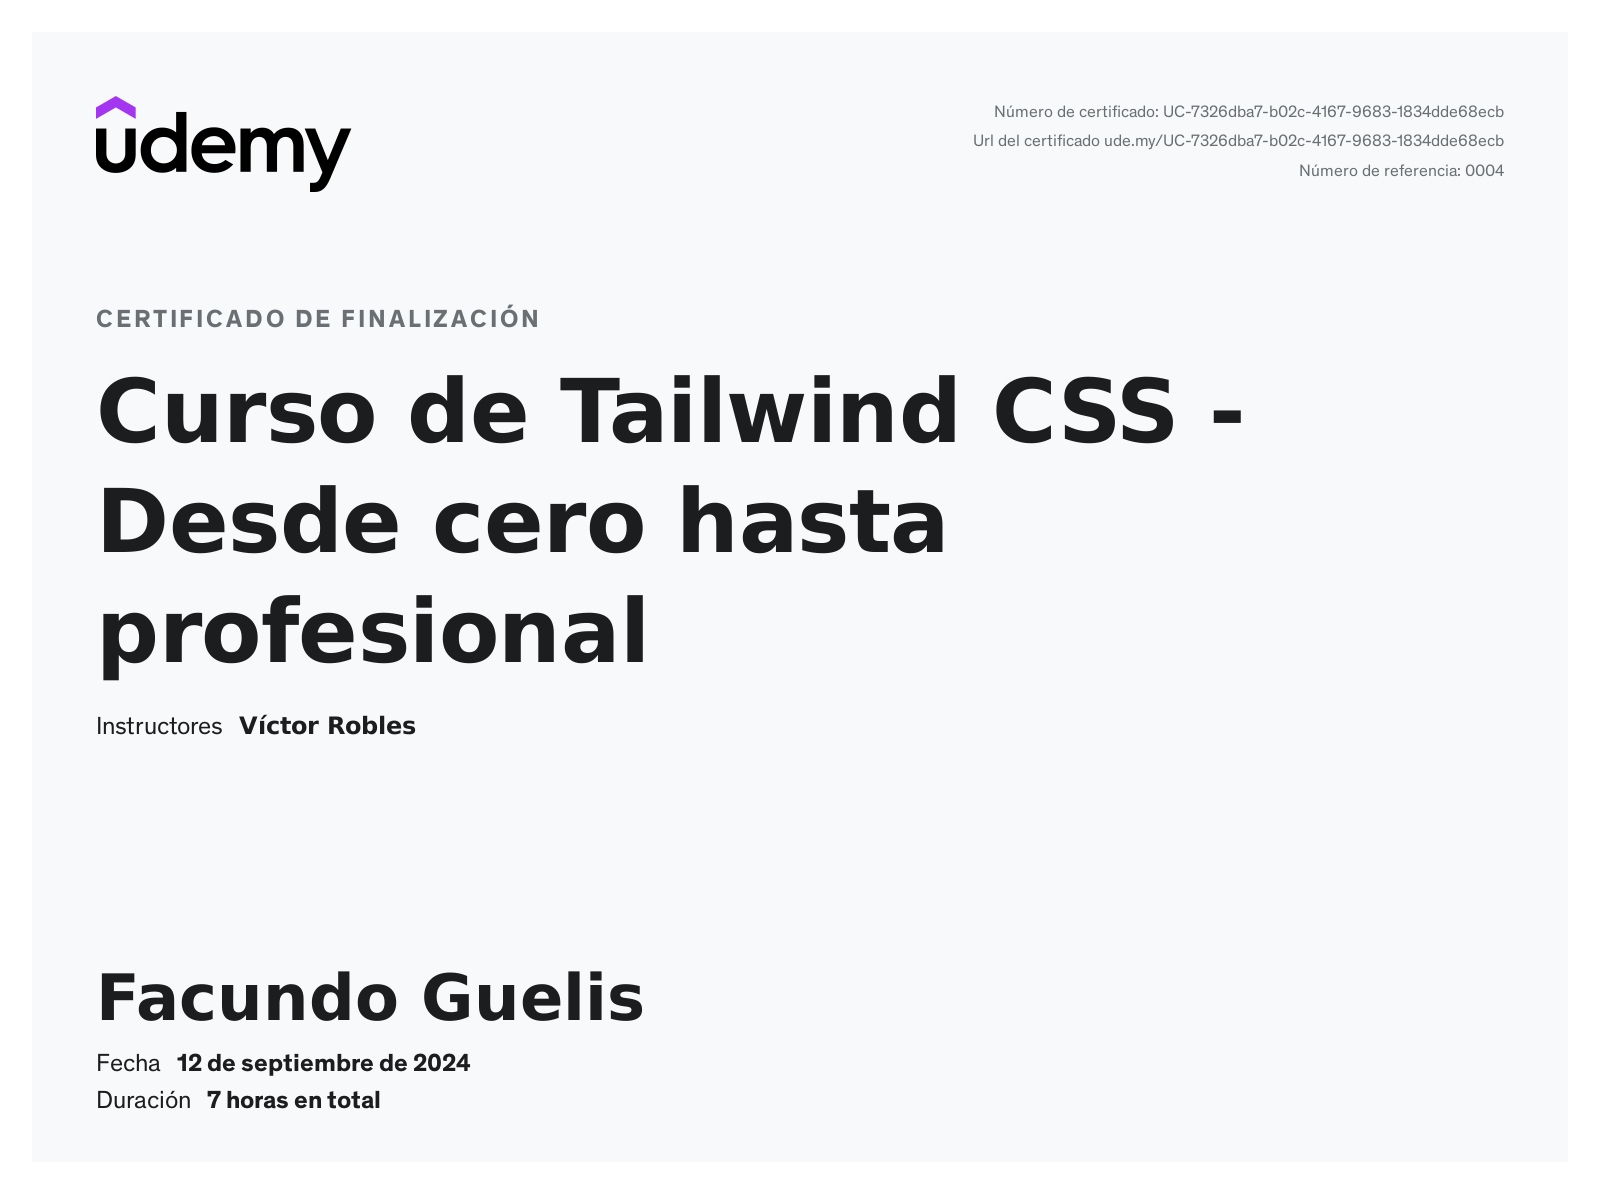 udemy
Número de certificado: UC-7326dba7-b02c-4167-9683-1834dde68ecb
Url del certificado ude.my/UC-7326dba7-b02c-4167-9683-1834dde68ecb
Número de referencia: 0004
CERTIFICADO DE FINALIZACIÓN
Curso de Tailwind CSS -
Desde cero hasta
profesional
Instructores Víctor Robles
Facundo Guelis
Fecha 12 de septiembre de 2024
Duración 7 horas en total